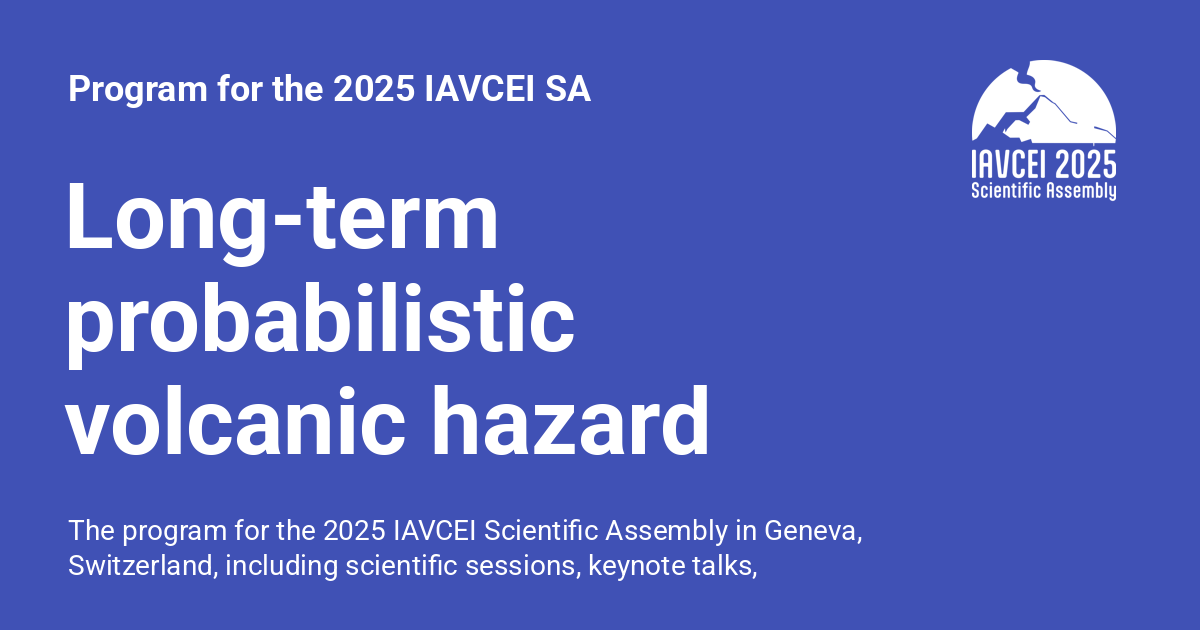 Program for the 2025 IAVCEI SA
IAVCEI 2025
Scientific Assembly
Long-term
probabilistic
volcanic hazard
The program for the 2025 IAVCEI Scientific Assembly in Geneva,
Switzerland, including scientific sessions, keynote talks,